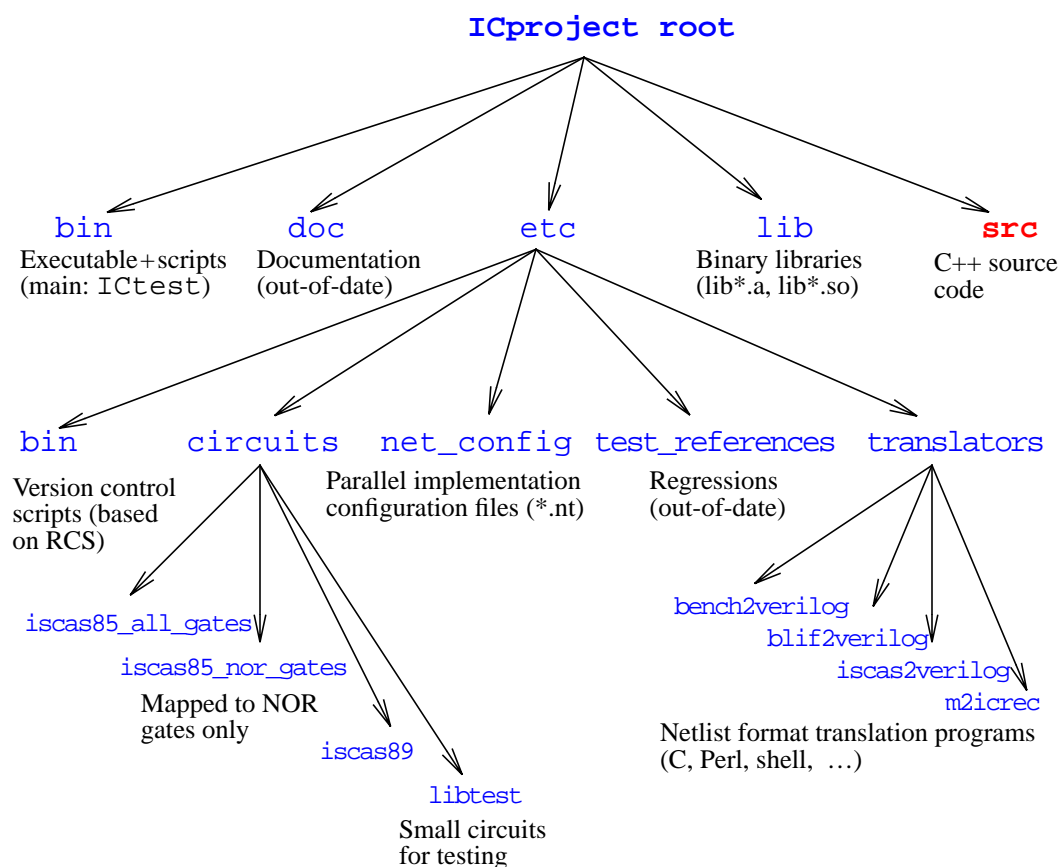 ICproject root
bin
doc
etc
lib
src
Executable+scripts
(main: ICtest)
Documentation
(out-of-date)
Binary libraries
(lib*.a, lib*.so)
C++ source
code
bin
circuits
net_config
test_references
translators
Version control
scripts (based
on RCS)
Parallel implementation
configuration files (*.nt)
Regressions
(out-of-date)
iscas85_all_gates
iscas85_nor_gates
Mapped to NOR
gates only
iscas89
libtest
Small circuits
for testing
bench2verilog
blif2verilog
iscas2verilog
m2icrec
Netlist format translation programs
(C, Perl, shell, …)